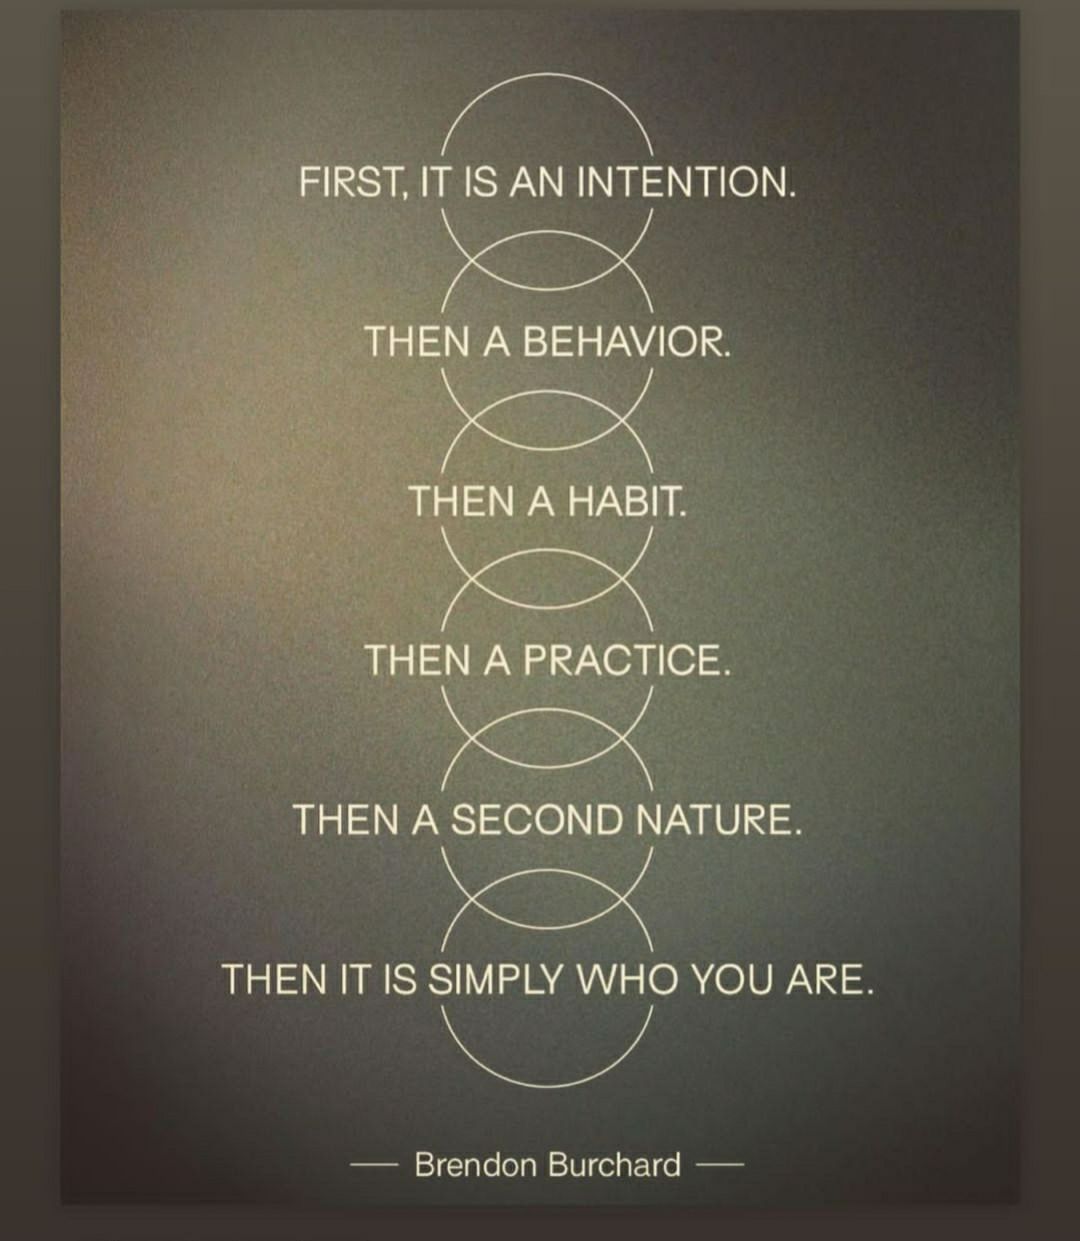 FIRST, IT IS AN INTENTION.
THEN A BEHAVIOR.
THEN A HABIT.
THEN A PRACTICE.
THEN A SECOND NATURE.
THEN IT IS SIMPLY WHO YOU ARE.
— Brendon Burchard —